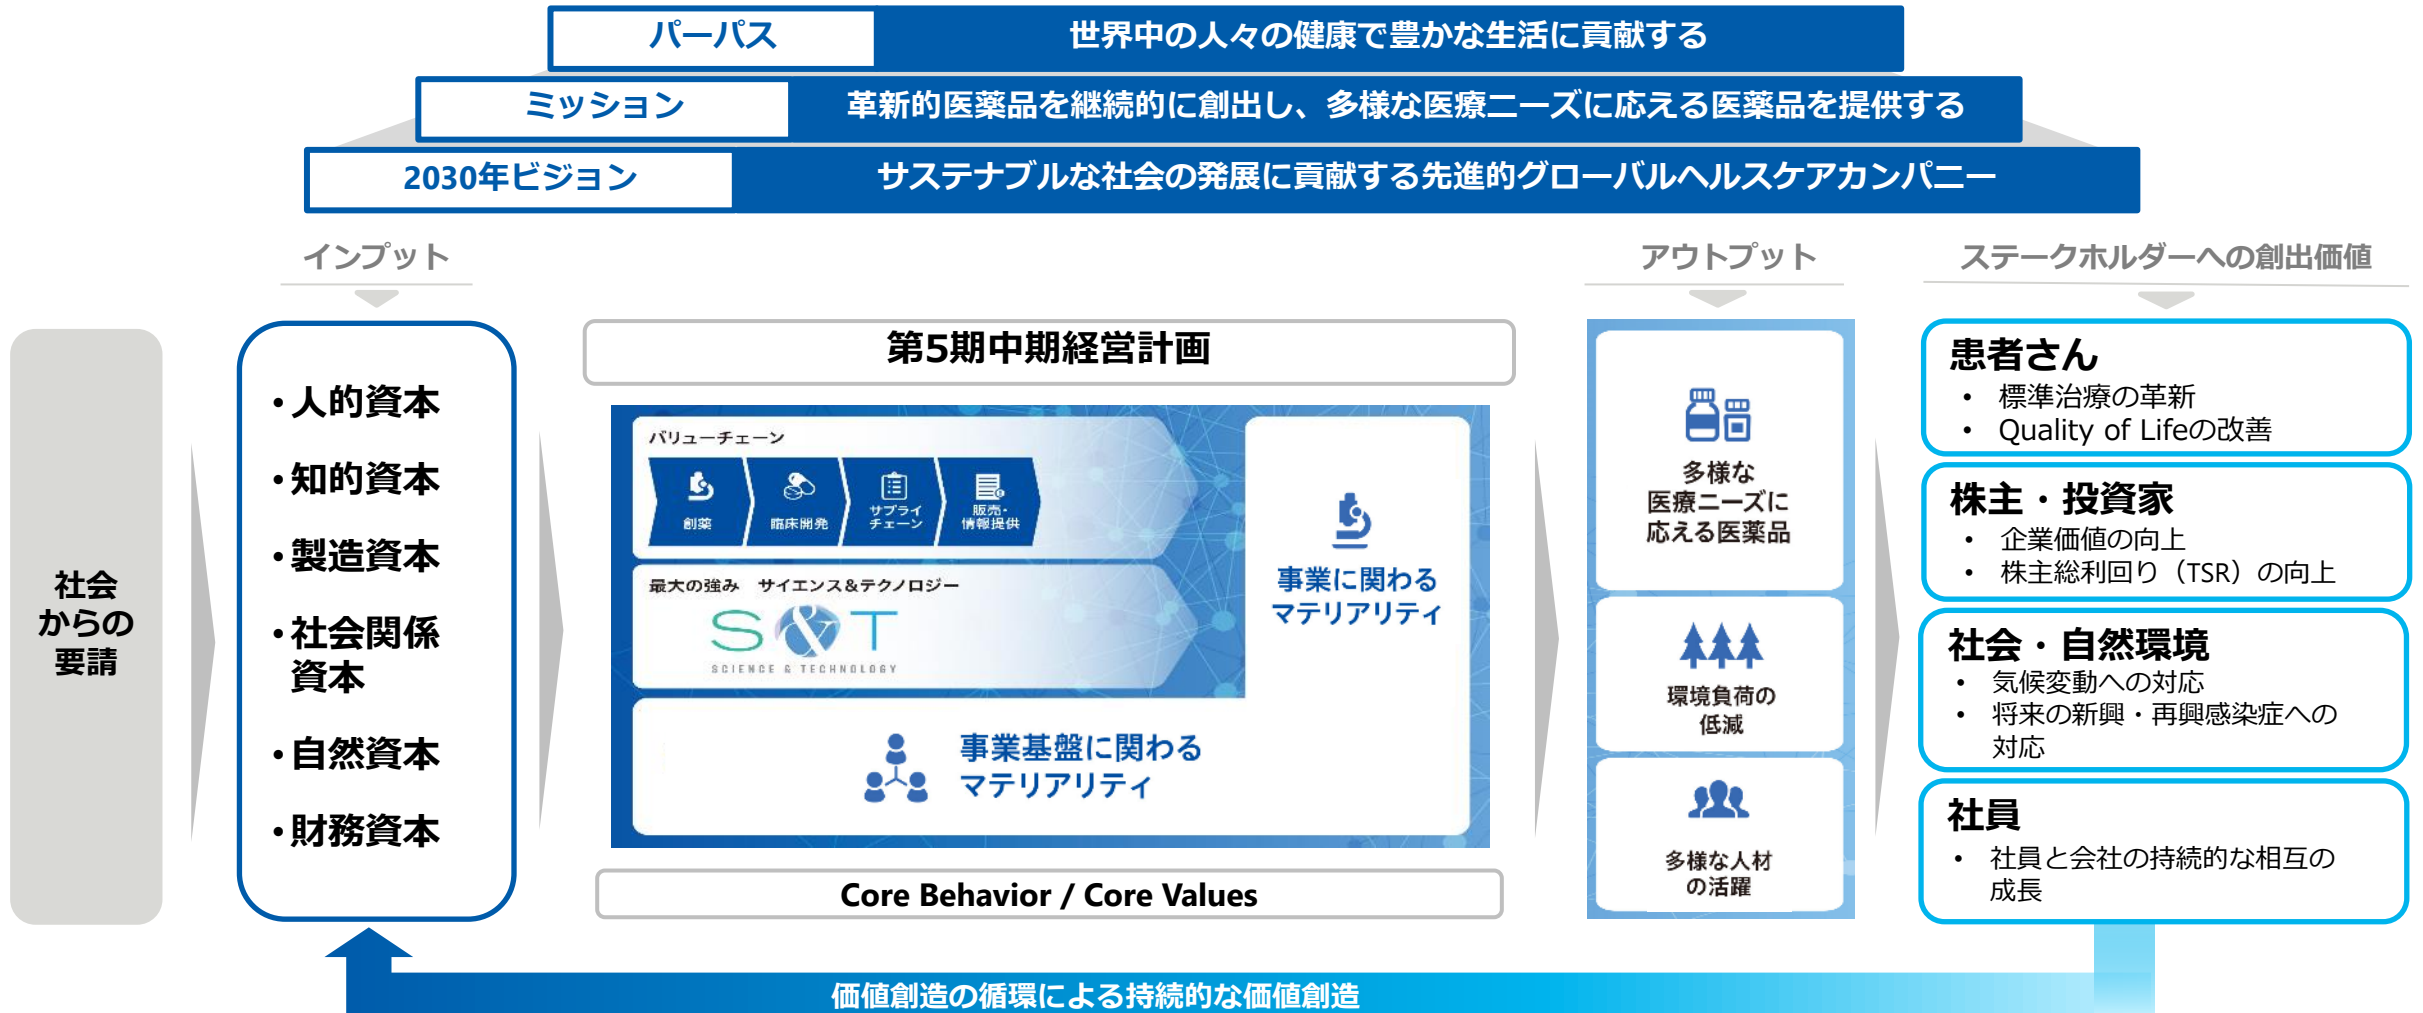 パーパス
世界中の人々の健康で豊かな生活に貢献する
ミッション
革新的医薬品を継続的に創出し、多様な医療ニーズに応える医薬品を提供する
2030年ビジョン
サステナブルな社会の発展に貢献する先進的グローバルヘルスケアカンパニー
インプット
アウトプット
ステークホルダーへの創出価値
社会
からの
要請
・人的資本
・知的資本
・製造資本
・社会関係
資本
・自然資本
・財務資本
第5期中期経営計画
バリューチェーン
創薬
臨床開発
サプライ
チェーン
販売・
情報提供
最大の強み サイエンス&テクノロジー
S&T
SCIENCE & TECHNOLOGY
事業に関わる
マテリアリティ
事業基盤に関わる
マテリアリティ
Core Behavior / Core Values
多様な
医療ニーズに
応える医薬品
環境負荷の
低減
多様な人材
の活躍
患者さん
• 標準治療の革新
• Quality of Lifeの改善
株主・投資家
• 企業価値の向上
• 株主総利回り（TSR）の向上
社会・自然環境
• 気候変動への対応
• 将来の新興・再興感染症への
対応
社員
• 社員と会社の持続的な相互の
成長
価値創造の循環による持続的な価値創造